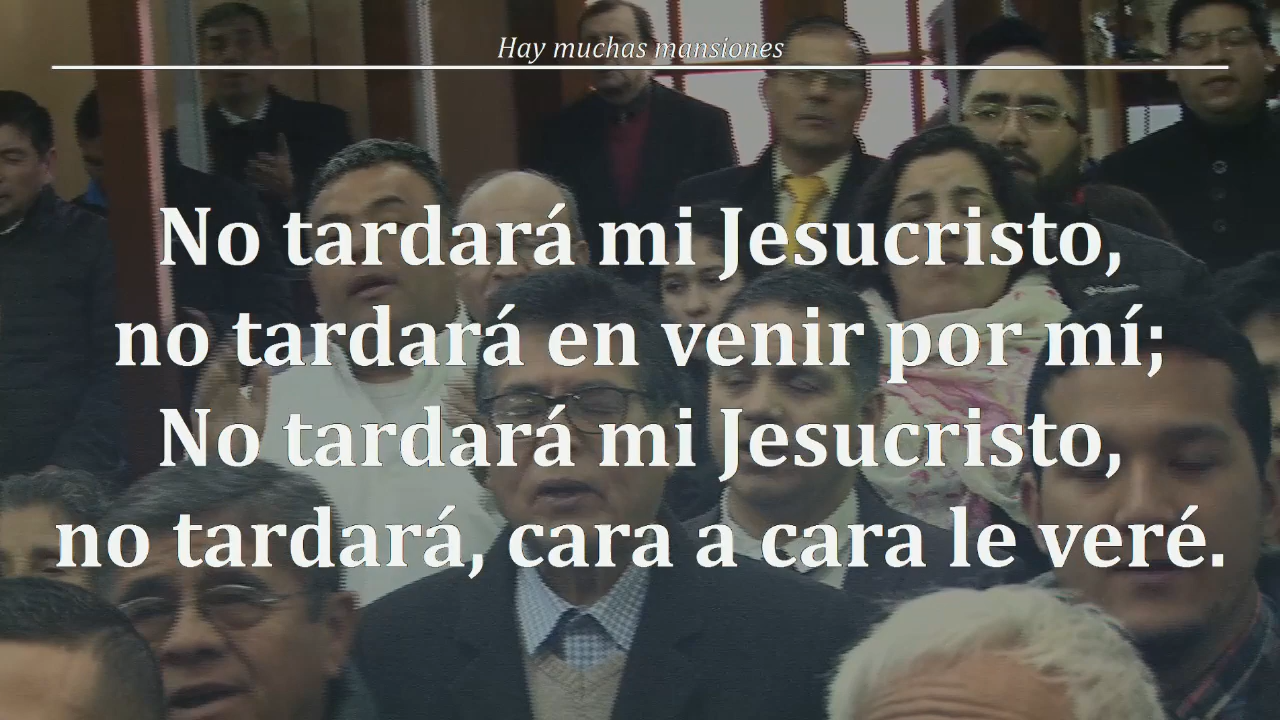 Hay muchas mansiones
No tardará mi Jesucristo,
no tardará en venir por mí;
No tardará mi Jesucristo,
no tardará, cara a cara le veré.
Columbia